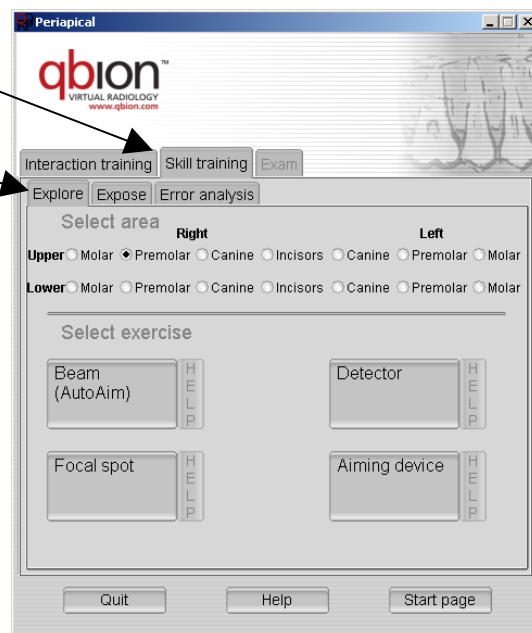 Periapical
qbion™
VIRTUAL RADIOLOGY
www.qbion.com
Interaction training Skill training Exam
Explore Expose Error analysis
Select area
Right Left
Upper Molar Premolar Canine Incisors Canine Premolar Molar
Lower Molar Premolar Canine Incisors Canine Premolar Molar
Select exercise
Beam (AutoAim) HELP Detector HELP
Focal spot HELP Aiming device HELP
Quit Help Start page